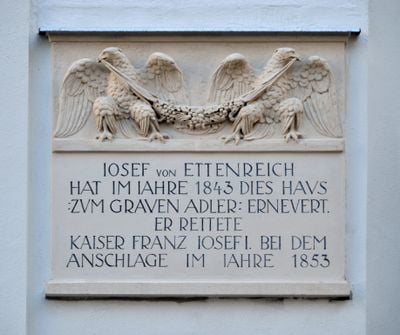 IOSEF VON ETTENREICH
HAT IM IAHRE 1843 DIES HAVS
:ZVM GRAVEN ADLER: ERNEVERT.
ER RETTETE
KAISER FRANZ IOSEF I. BEI DEM
ANSCHLAGE IM IAHRE 1853